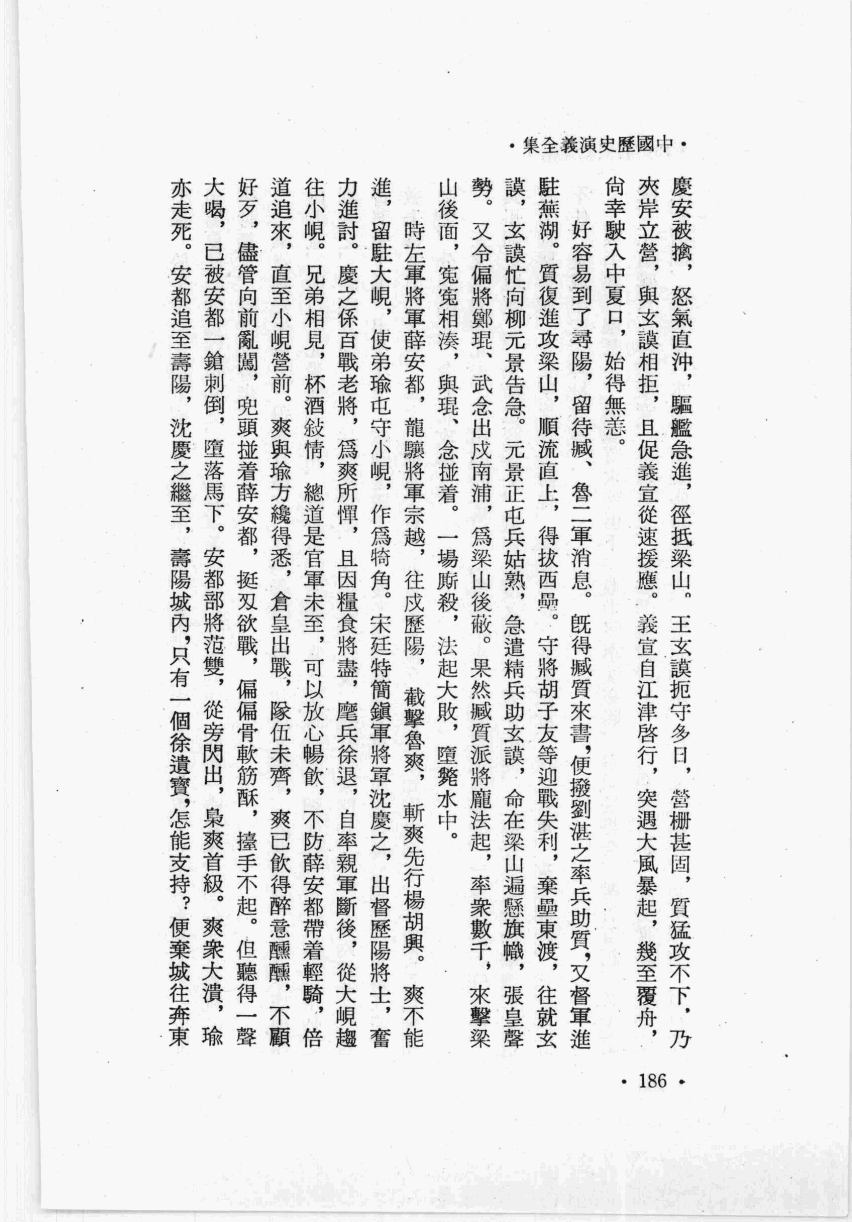 ·中國歷史演義全集·
慶安被擒，怒氣直沖，驅艦急進，徑抵梁山。王玄謨扼守多日，營柵甚固，質猛攻不下，乃
夾岸立營，與玄謨相拒，且促義宣從速援應。義宣自江津啓行，突遇大風暴起，幾至覆舟，
尙幸駛入中夏口，始得無恙。
好容易到了尋陽，留待臧、魯二軍消息。旣得臧質來書，便撥劉湛之率兵助質，又督軍進
駐蕪湖。質復進攻梁山，順流直上，得拔西壘。守將胡子友等迎戰失利，棄壘東渡，往就玄
謨，玄謨忙向柳元景吿急。元景正屯兵姑熟，急遣精兵助玄謨，命在梁山遍懸旗幟，張皇聲
勢。又令偏將鄭琨、武念出戍南浦，爲梁山後蔽。果然臧質派將龐法起，率衆數千，來擊梁
山後面，寃寃相湊，與琨、念掽着。一場厮殺，法起大敗，墮斃水中。
時左軍將軍薛安都，龍驤將軍宗越，往戍歷陽，截擊魯爽，斬爽先行楊胡興。爽不能
進，留駐大峴，使弟瑜屯守小峴，作爲犄角。宋廷特簡鎭軍將軍沈慶之，出督歷陽將士，奮
力進討。慶之係百戰老將，爲爽所憚，且因糧食將盡，麾兵徐退，自率親軍斷後，從大峴趨
往小峴。兄弟相見，杯酒敍情，總道是官軍未至，可以放心暢飲，不防薛安都帶着輕騎，倍
道追來，直至小峴營前。爽與瑜方纔得悉，倉皇出戰，隊伍未齊，爽已飲得醉意醺醺，不顧
好歹，儘管向前亂闖，兜頭掽着薛安都，挺刄欲戰，偏偏骨軟筋酥，擡手不起。但聽得一聲
大喝，已被安都一鎗刺倒，墮落馬下。安都部將范雙，從旁閃出，梟爽首級。爽衆大潰，瑜
亦走死。安都追至壽陽，沈慶之繼至，壽陽城內，只有一個徐遺寶，怎能支持？便棄城往奔東
·186·